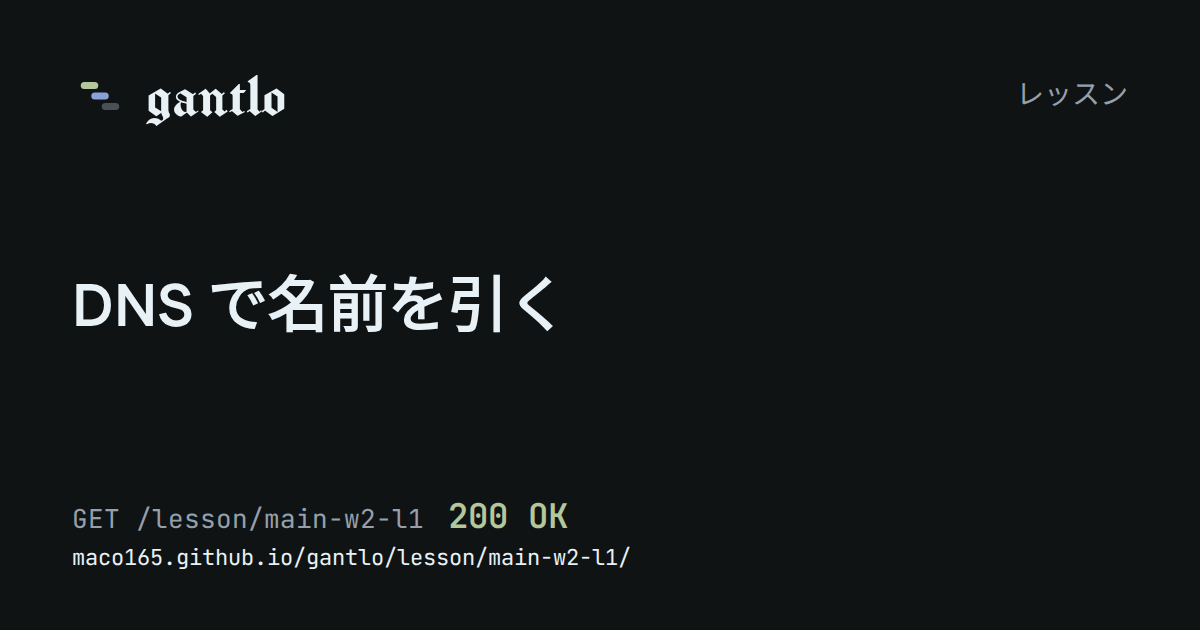 gantlo
レッスン
DNS で名前を引く
GET /lesson/main-w2-l1 200 OK
maco165.github.io/gantlo/lesson/main-w2-l1/